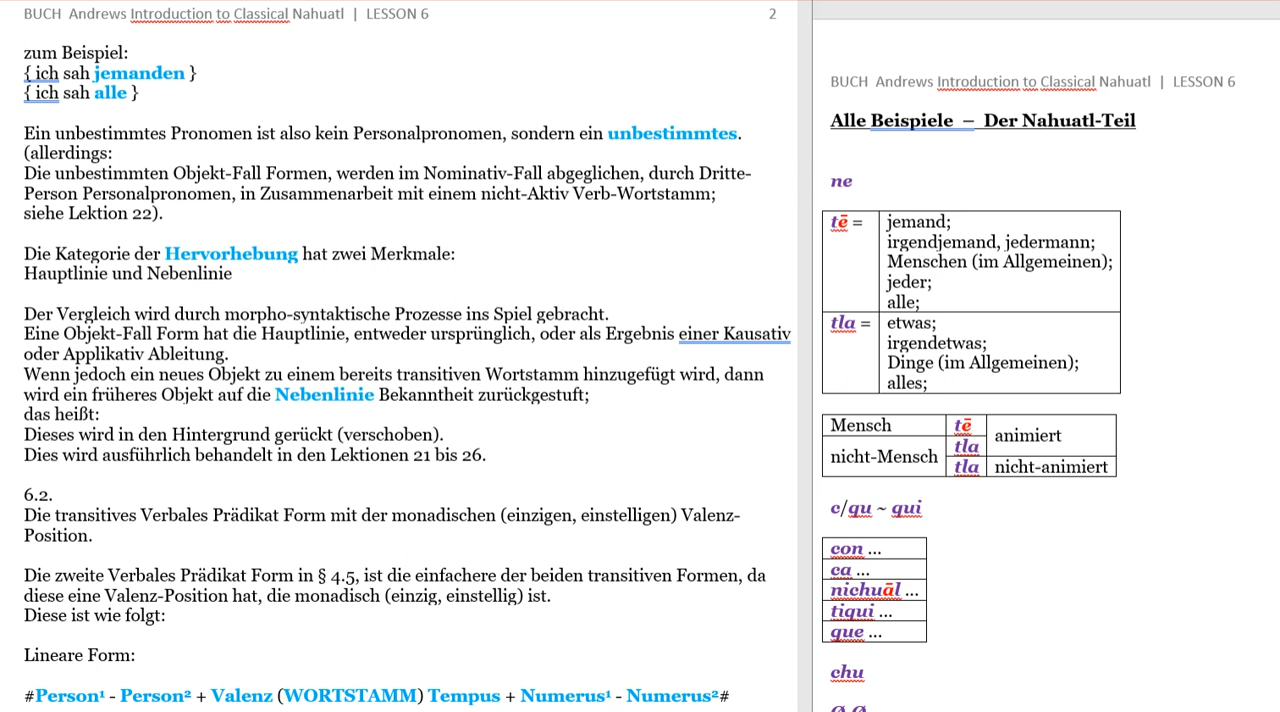 BUCH Andrews Introduction to Classical Nahuatl | LESSON 6 2
zum Beispiel:
{ ich sah jemanden }
{ ich sah alle }
Ein unbestimmtes Pronomen ist also kein Personalpronomen, sondern ein unbestimmtes.
(allerdings:
Die unbestimmten Objekt-Fall Formen, werden im Nominativ-Fall abgeglichen, durch Dritte-
Person Personalpronomen, in Zusammenarbeit mit einem nicht-Aktiv Verb-Wortstamm;
siehe Lektion 22).
Die Kategorie der Hervorhebung hat zwei Merkmale:
Hauptlinie und Nebenlinie
Der Vergleich wird durch morpho-syntaktische Prozesse ins Spiel gebracht.
Eine Objekt-Fall Form hat die Hauptlinie, entweder ursprünglich, oder als Ergebnis einer Kausativ
oder Applikativ Ableitung.
Wenn jedoch ein neues Objekt zu einem bereits transitiven Wortstamm hinzugefügt wird, dann
wird ein früheres Objekt auf die Nebenlinie Bekanntheit zurückgestuft;
das heißt:
Dieses wird in den Hintergrund gerückt (verschoben).
Dies wird ausführlich behandelt in den Lektionen 21 bis 26.
6.2.
Die transitives Verbales Prädikat Form mit der monadischen (einzigen, einstelligen) Valenz-
Position.
Die zweite Verbales Prädikat Form in § 4.5, ist die einfachere der beiden transitiven Formen, da
diese eine Valenz-Position hat, die monadisch (einzig, einstellig) ist.
Diese ist wie folgt:
Lineare Form:
#Person¹ - Person² + Valenz (WORTSTAMM) Tempus + Numerus¹ - Numerus²#
BUCH Andrews Introduction to Classical Nahuatl | LESSON 6
Alle Beispiele – Der Nahuatl-Teil
ne
tē = jemand;
irgendjemand, jedermann;
Menschen (im Allgemeinen);
jeder;
alle;
tla = etwas;
irgendetwas;
Dinge (im Allgemeinen);
alles;
Mensch tē animiert
nicht-Mensch tla
tla nicht-animiert
c/qu ~ qui
con ...
ca ...
nichuāl ...
tiqui ...
que ...
chu
Ø Ø